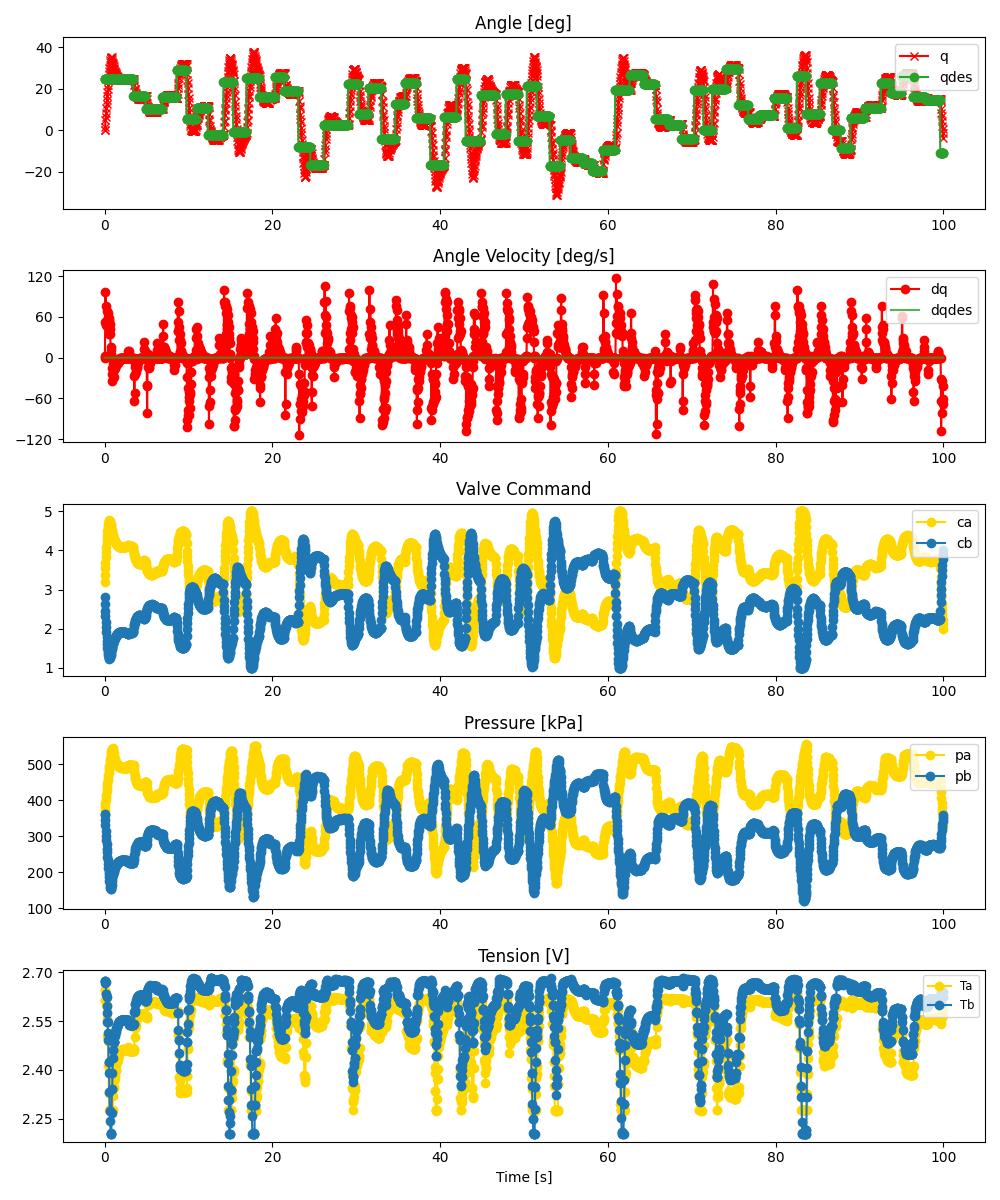 Angle [deg]
40
20
0
−20
q
qdes
0 20 40 60 80 100
Angle Velocity [deg/s]
120
60
0
−60
−120
dq
dqdes
0 20 40 60 80 100
Valve Command
5
4
3
2
1
ca
cb
0 20 40 60 80 100
Pressure [kPa]
500
400
300
200
100
pa
pb
0 20 40 60 80 100
Tension [V]
2.70
2.55
2.40
2.25
Ta
Tb
0 20 40 60 80 100
Time [s]